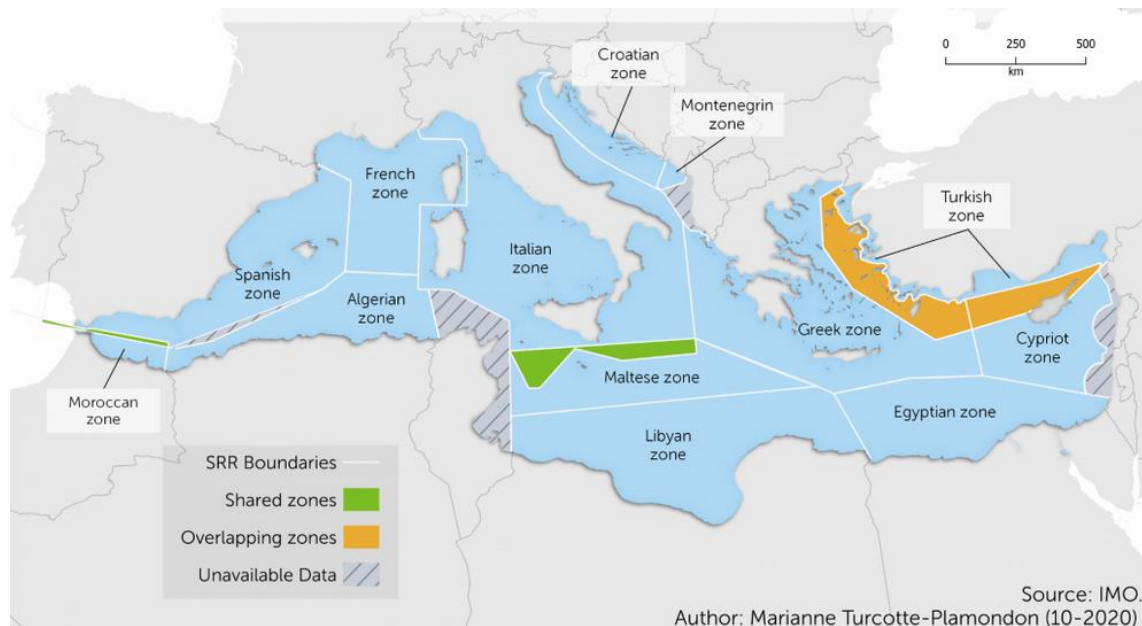 0 250 500
km
Croatian
zone
Montenegrin
zone
French
zone
Turkish
zone
Italian
zone
Spanish
zone
Algerian
zone
Greek zone
Cypriot
zone
Maltese zone
Moroccan
zone
Egyptian zone
Libyan
zone
SRR Boundaries
Shared zones
Overlapping zones
Unavailable Data
Source: IMO.
Author: Marianne Turcotte-Plamondon (10-2020)